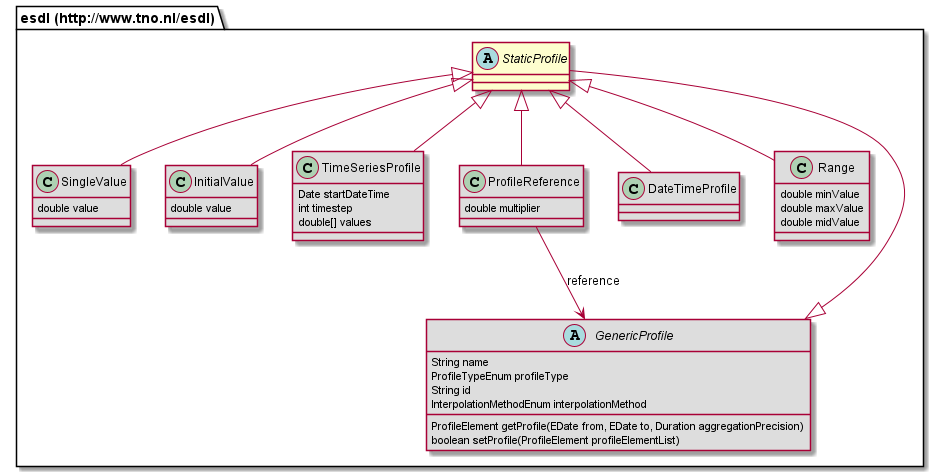 esdl (http://www.tno.nl/esdl)
A StaticProfile
C SingleValue
double value
C InitialValue
double value
C TimeSeriesProfile
Date startDateTime
int timestep
double[] values
C ProfileReference
double multiplier
C DateTimeProfile
C Range
double minValue
double maxValue
double midValue
reference
A GenericProfile
String name
ProfileTypeEnum profileType
String id
InterpolationMethodEnum interpolationMethod
ProfileElement getProfile(EDate from, EDate to, Duration aggregationPrecision)
boolean setProfile(ProfileElement profileElementList)